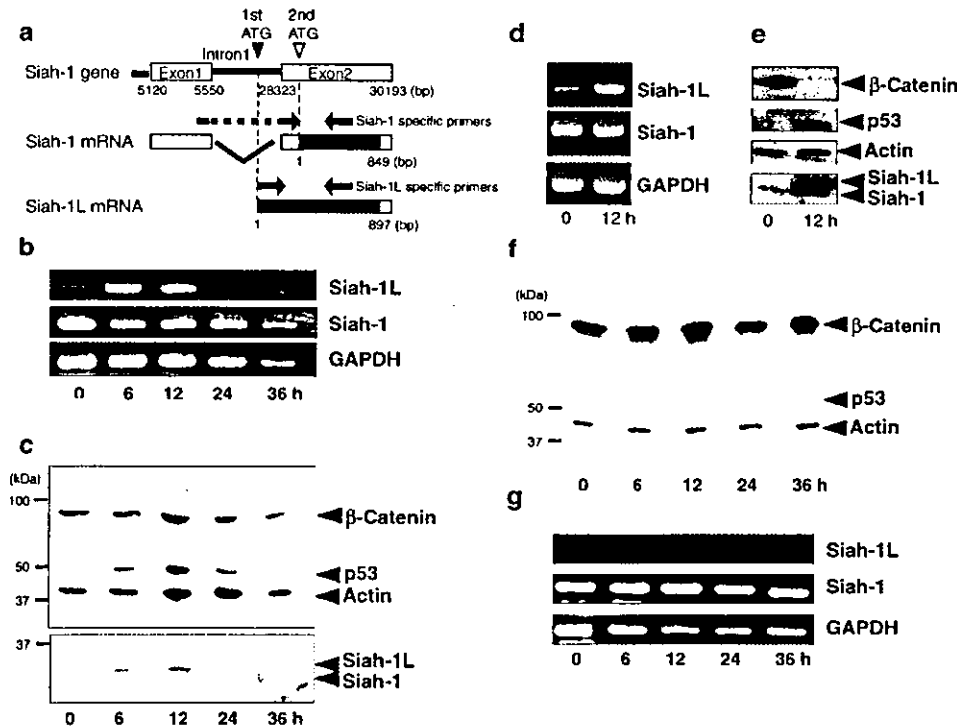 a
1st
ATG
2nd
ATG
Intron1
Siah-1 gene
Exon1
Exon2
5120
5550
28323
30193 (bp)
Siah-1 specific primers
Siah-1 mRNA
1
849 (bp)
Siah-1L specific primers
Siah-1L mRNA
1
897 (bp)
b
Siah-1L
Siah-1
GAPDH
0 6 12 24 36 h
c
(kDa)
100
β-Catenin
50
p53
Actin
37
37
Siah-1L
Siah-1
0 6 12 24 36 h
d
Siah-1L
Siah-1
GAPDH
0 12 h
e
β-Catenin
p53
Actin
Siah-1L
Siah-1
0 12 h
f
(kDa)
100
β-Catenin
p53
50
Actin
37
0 6 12 24 36 h
g
Siah-1L
Siah-1
GAPDH
0 6 12 24 36 h